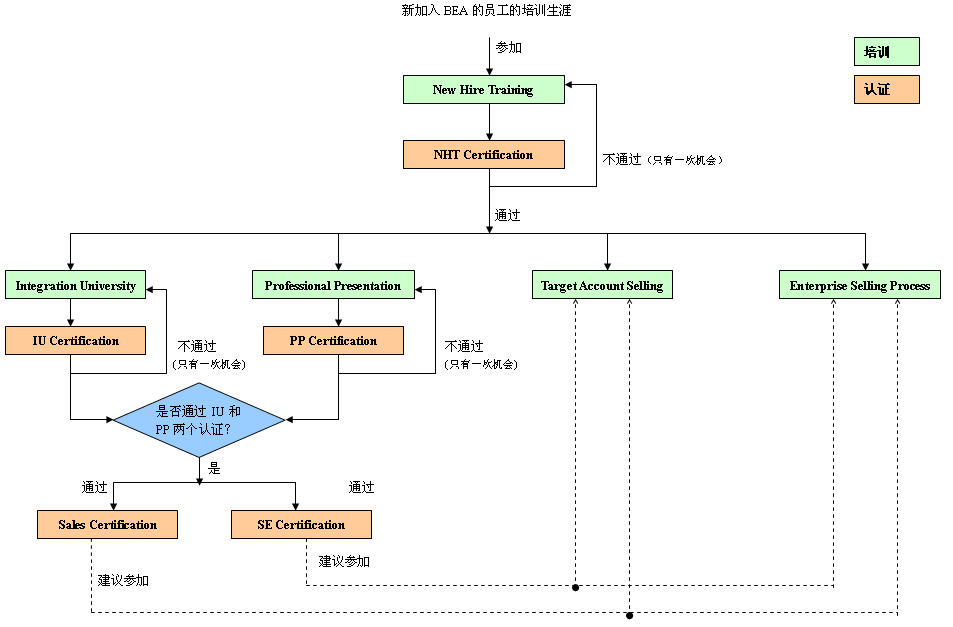 新加入 BEA 的员工的培训生涯
参加
培训
New Hire Training
认证
NHT Certification
不通过（只有一次机会）
通过
Integration University
Professional Presentation
Target Account Selling
Enterprise Selling Process
IU Certification
PP Certification
不通过
(只有一次机会)
不通过
(只有一次机会)
是否通过 IU 和
PP 两个认证？
是
通过
通过
Sales Certification
SE Certification
建议参加
建议参加